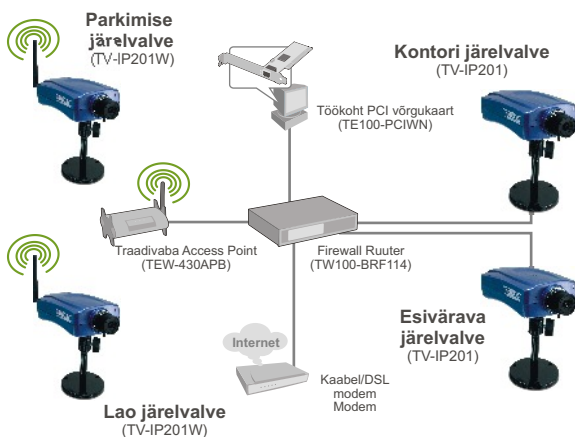 Parkimise
järelvalve
(TV-IP201W)
Kontori järelvalve
(TV-IP201)
Töökoht PCI võrgukaart
(TE100-PCIWN)
Traadivaba Access Point
(TEW-430APB)
Firewall Ruuter
(TW100-BRF114)
Esivärava
järelvalve
(TV-IP201)
Internet
Kaabel/DSL
modem
Modem
Lao järelvalve
(TV-IP201W)